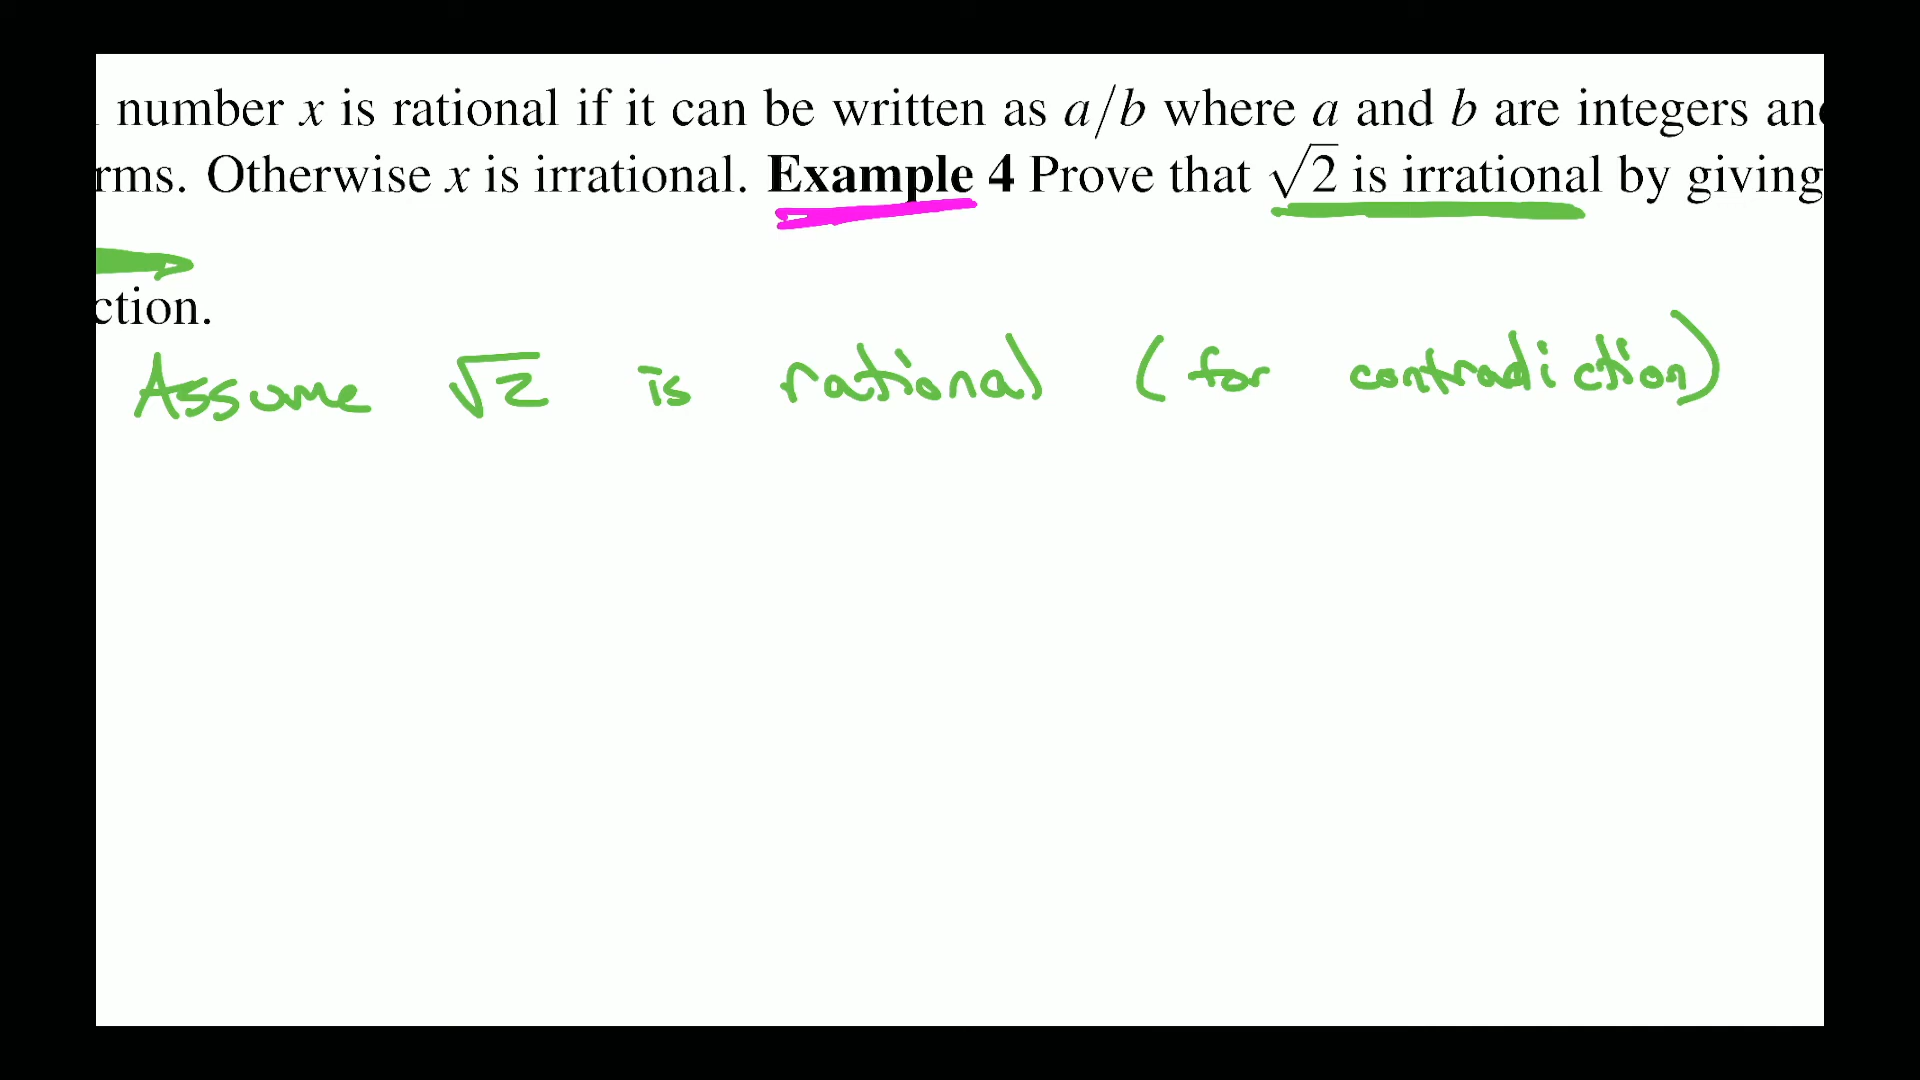 number x is rational if it can be written as a/b where a and b are integers and
rms. Otherwise x is irrational. Example 4 Prove that √2 is irrational by giving
ction.
Assume √2 is rational (for contradiction)